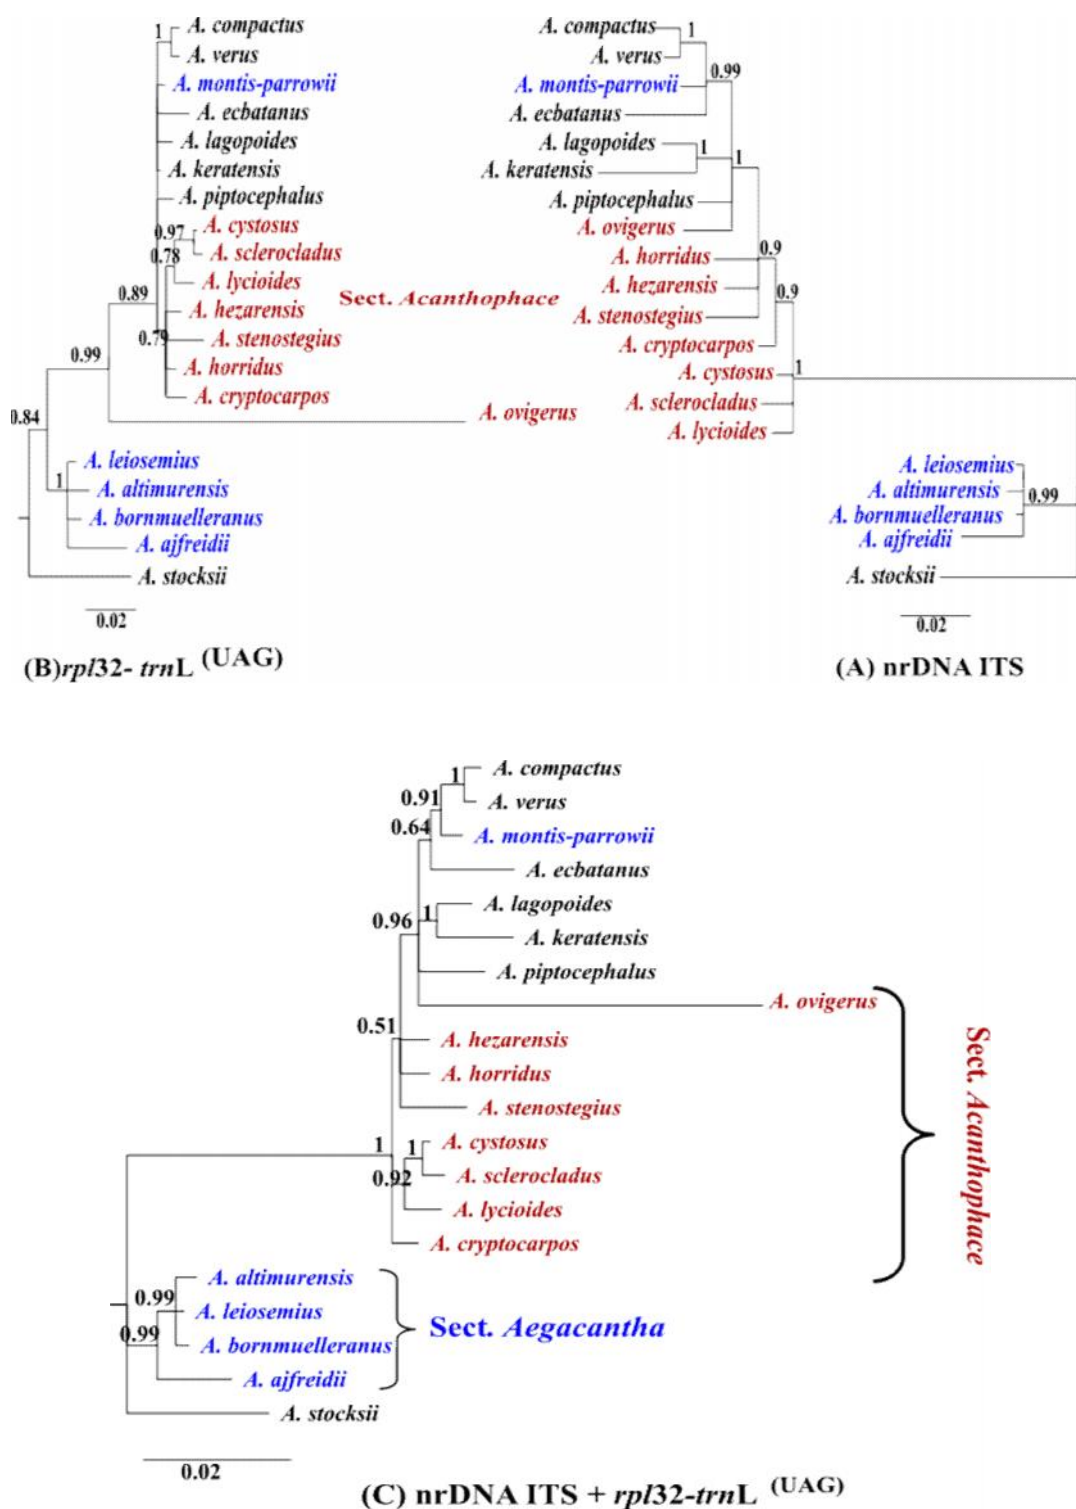 1
A. compactus
A. verus
A. montis-parrowii
A. ecbatanus
A. lagopoides
A. keratensis
A. piptocephalus
0.97
A. cystosus
0.78
A. sclerocladus
A. lycioides
0.89
A. hezarensis
0.79
A. stenostegius
0.99
A. horridus
A. cryptocarpos
0.84
A. ovigerus
A. leiosemius
1
A. altimurensis
A. bornmuelleranus
A. ajfreidii
A. stocksii
0.02
(B)rpl32- trnL (UAG)
Sect. Acanthophace
A. compactus
1
A. verus
0.99
A. montis-parrowii
A. ecbatanus
A. lagopoides
1
1
A. keratensis
A. piptocephalus
A. ovigerus
0.9
A. horridus
A. hezarensis
0.9
A. stenostegius
A. cryptocarpos
A. cystosus
1
A. sclerocladus
A. lycioides
A. leiosemius
A. altimurensis
0.99
A. bornmuelleranus
A. ajfreidii
A. stocksii
0.02
(A) nrDNA ITS
1
A. compactus
0.91
A. verus
0.64
A. montis-parrowii
A. ecbatanus
A. lagopoides
0.96
1
A. keratensis
A. piptocephalus
A. ovigerus
0.51
A. hezarensis
A. horridus
A. stenostegius
1
1
A. cystosus
0.92
A. sclerocladus
A. lycioides
A. cryptocarpos
Sect. Acanthophace
A. altimurensis
0.99
A. leiosemius
0.99
A. bornmuelleranus
A. ajfreidii
Sect. Aegacantha
A. stocksii
0.02
(C) nrDNA ITS + rpl32-trnL (UAG)